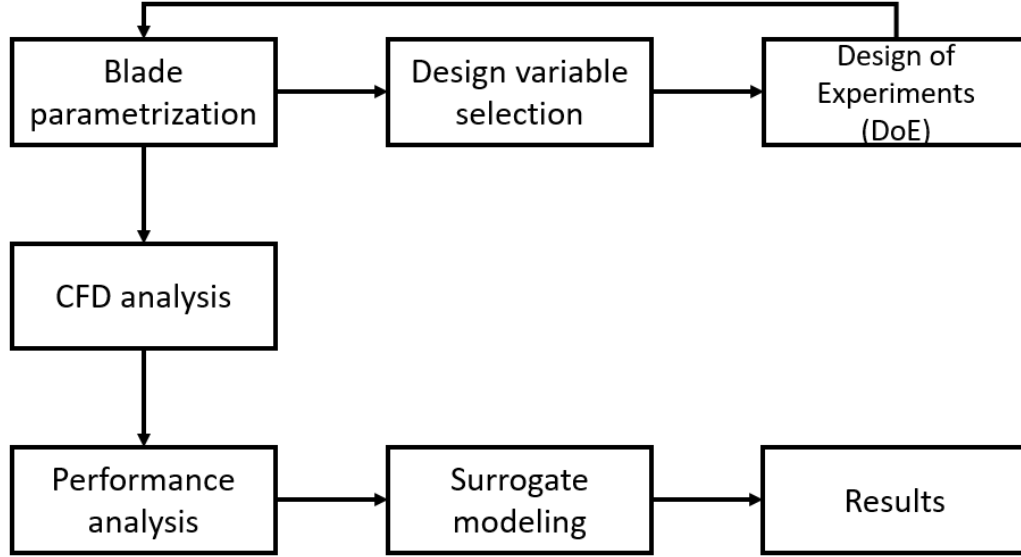 Blade
parametrization
Design variable
selection
Design of
Experiments
(DoE)
CFD analysis
Performance
analysis
Surrogate
modeling
Results